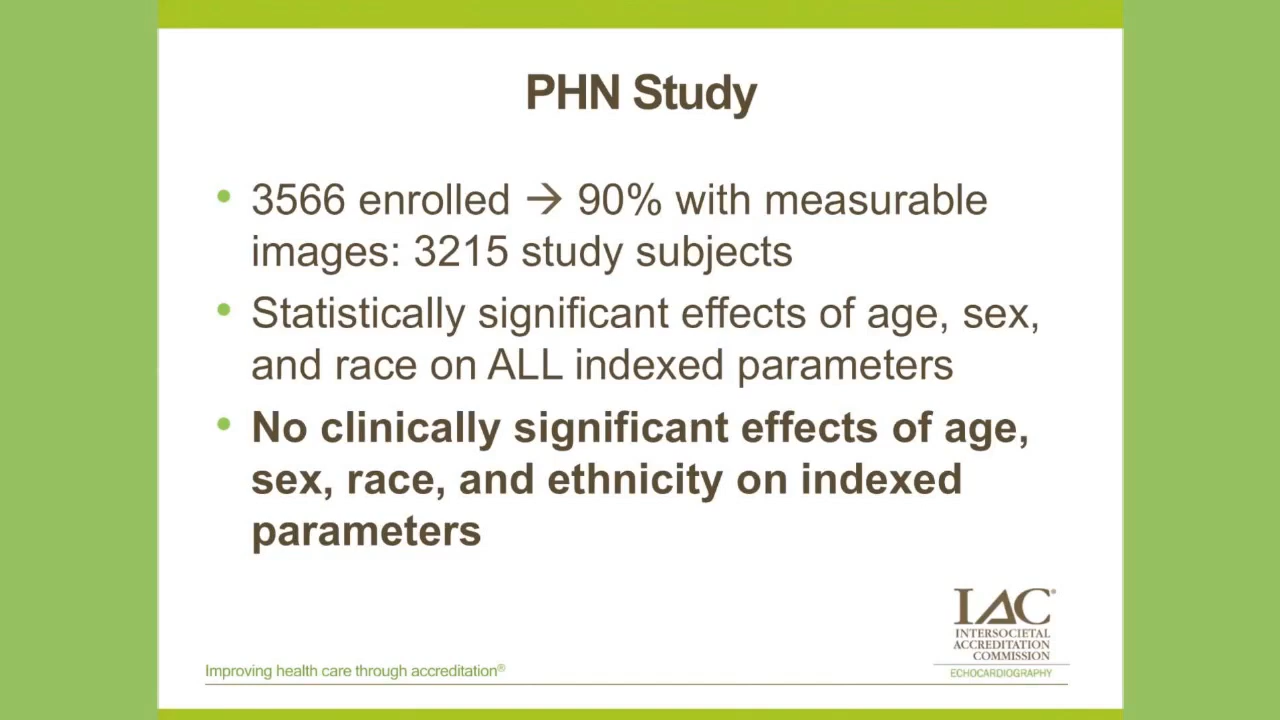 PHN Study
• 3566 enrolled → 90% with measurable
images: 3215 study subjects
• Statistically significant effects of age, sex,
and race on ALL indexed parameters
• No clinically significant effects of age,
sex, race, and ethnicity on indexed
parameters
IAC®
INTERSOCIETAL
ACCREDITATION
COMMISSION
ECHOCARDIOGRAPHY
Improving health care through accreditation®